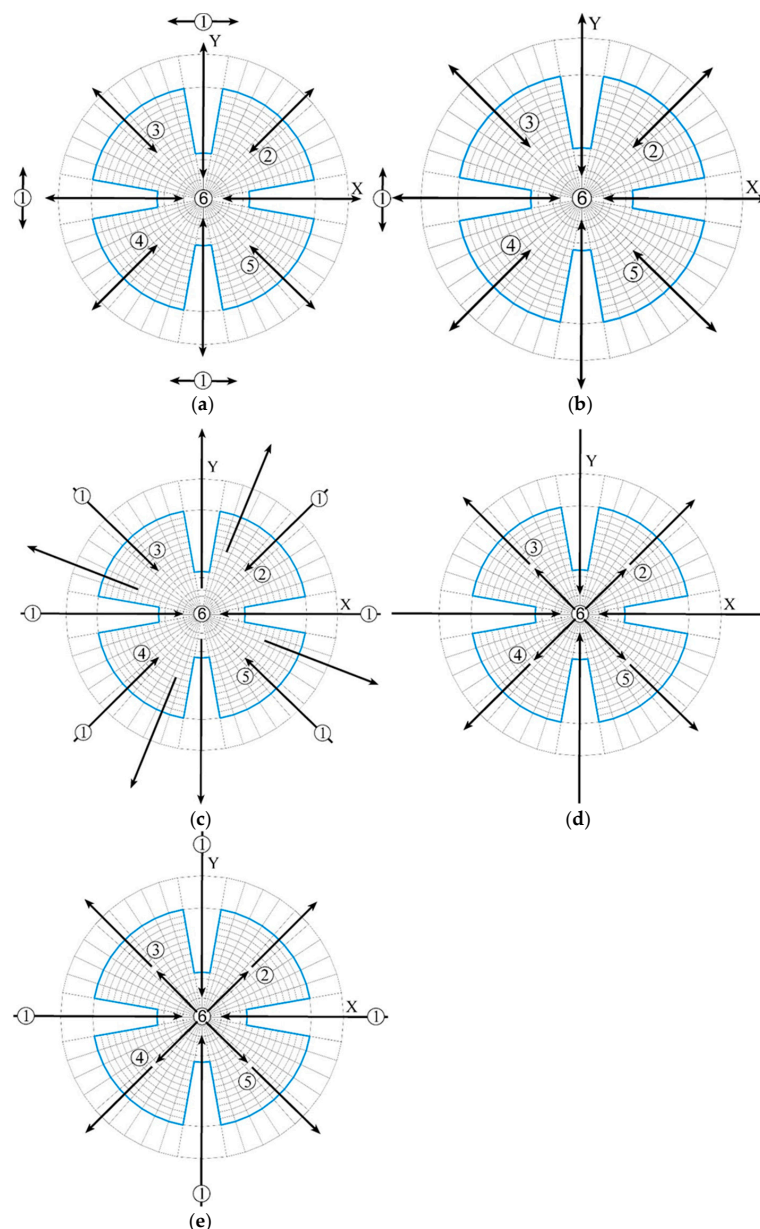 ①
Y
③
②
①
X
⑥
④
⑤
①
(a)
Y
③
②
①
X
⑥
④
⑤
(b)
①
Y
①
③
②
①
X
⑥
①
④
⑤
①
①
(c)
Y
③
②
X
⑥
④
⑤
(d)
①
Y
③
②
①
X
⑥
①
④
⑤
①
(e)